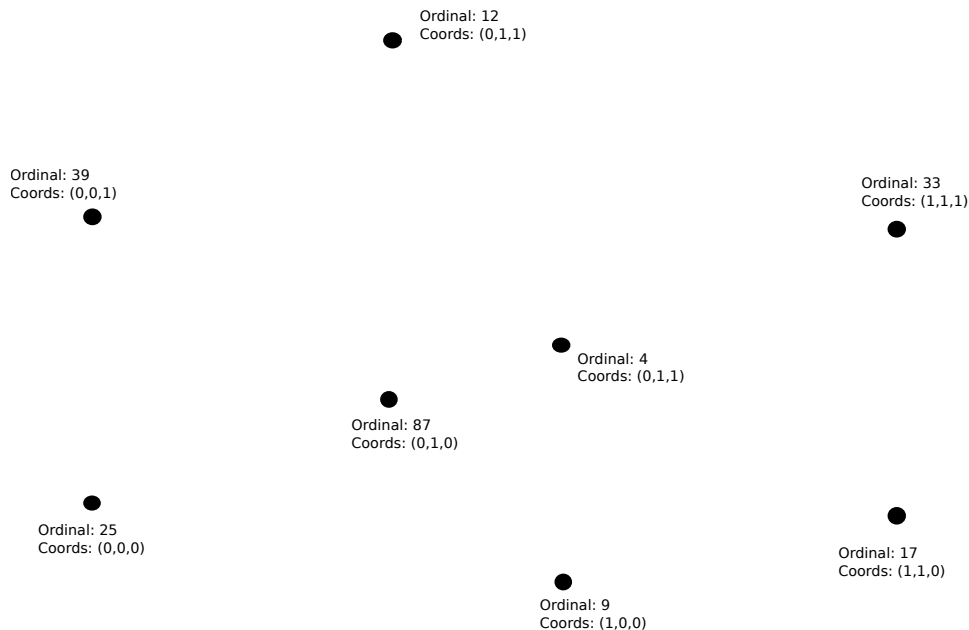 Ordinal: 12
Coords: (0,1,1)
Ordinal: 39
Coords: (0,0,1)
Ordinal: 33
Coords: (1,1,1)
Ordinal: 4
Coords: (0,1,1)
Ordinal: 87
Coords: (0,1,0)
Ordinal: 25
Coords: (0,0,0)
Ordinal: 17
Coords: (1,1,0)
Ordinal: 9
Coords: (1,0,0)